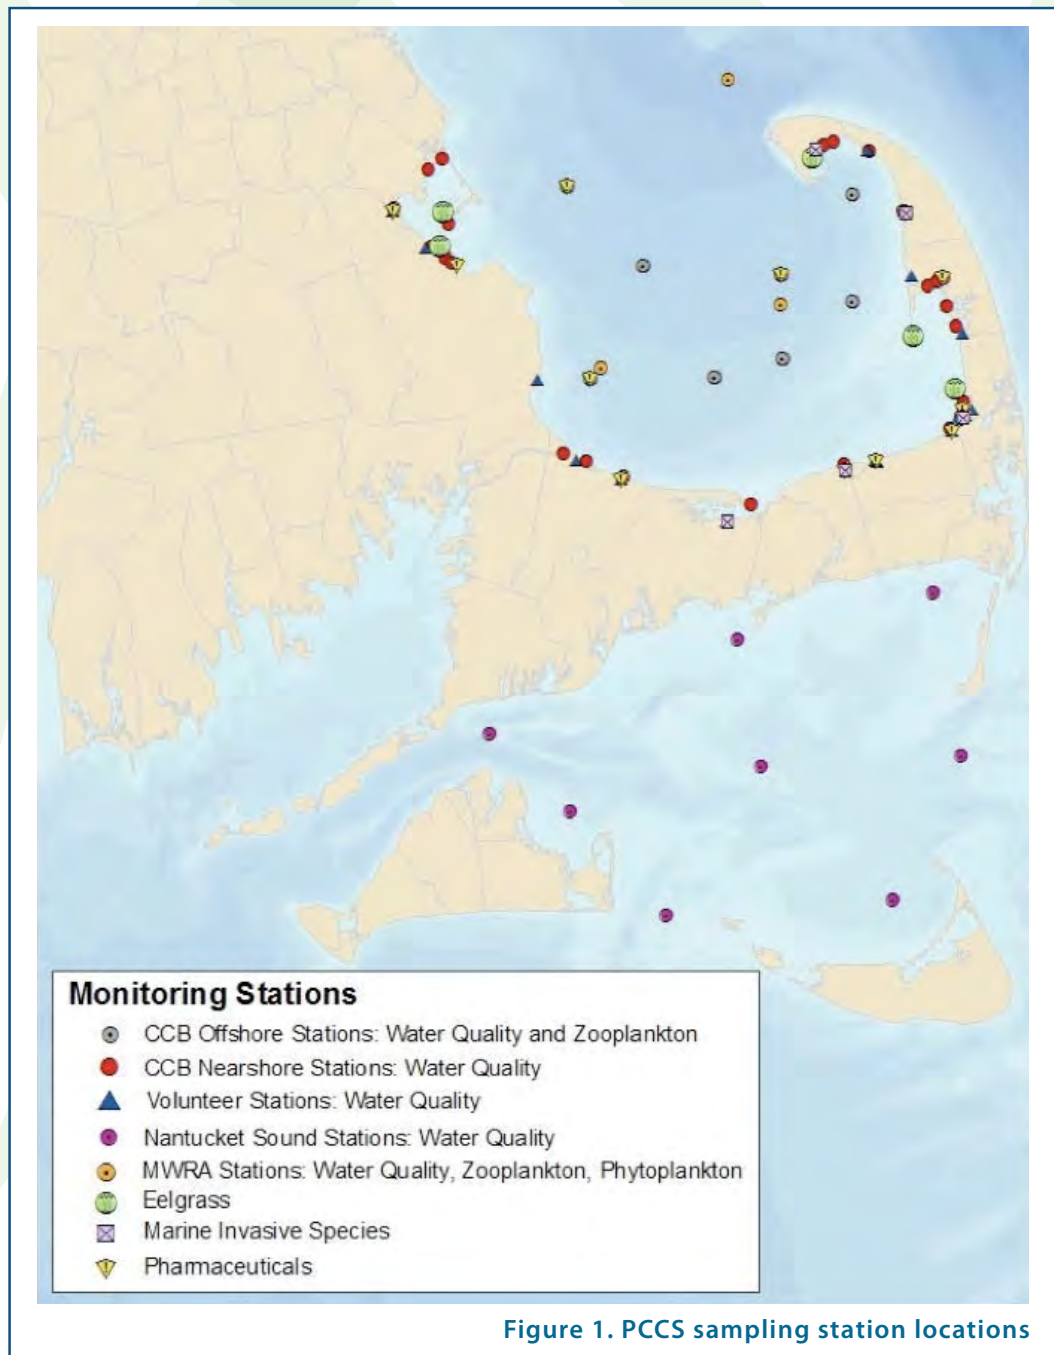 Monitoring Stations
CCB Offshore Stations: Water Quality and Zooplankton
CCB Nearshore Stations: Water Quality
Volunteer Stations: Water Quality
Nantucket Sound Stations: Water Quality
MWRA Stations: Water Quality, Zooplankton, Phytoplankton
Eelgrass
Marine Invasive Species
Pharmaceuticals
Figure 1. PCCS sampling station locations